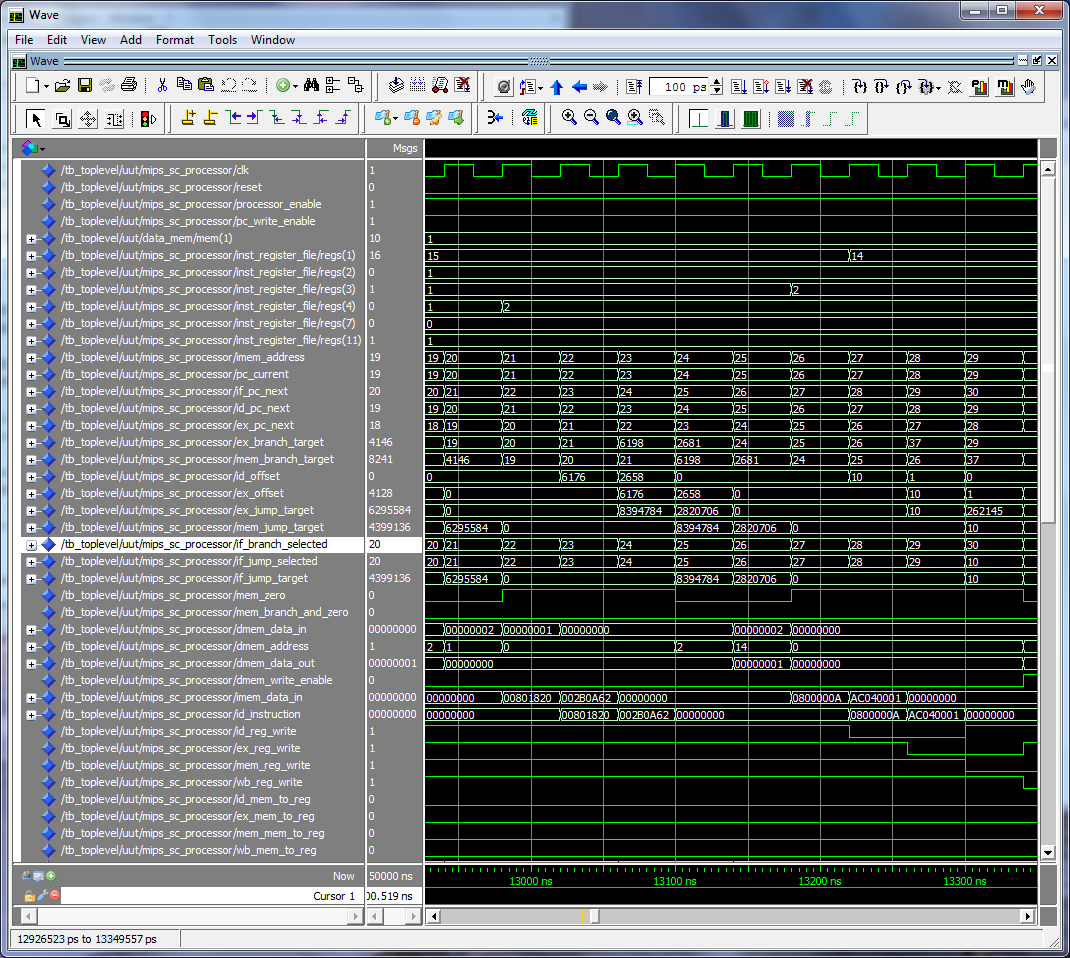 Wave
File Edit View Add Format Tools Window
Wave
100 ps
Msgs
/tb_toplevel/uut/mips_sc_processor/clk 1
/tb_toplevel/uut/mips_sc_processor/reset 0
/tb_toplevel/uut/mips_sc_processor/processor_enable 1
/tb_toplevel/uut/mips_sc_processor/pc_write_enable 1
/tb_toplevel/uut/data_mem/mem(1) 10 1
/tb_toplevel/uut/mips_sc_processor/inst_register_file/regs(1) 16 15 14
/tb_toplevel/uut/mips_sc_processor/inst_register_file/regs(2) 0 1
/tb_toplevel/uut/mips_sc_processor/inst_register_file/regs(3) 1 1 2
/tb_toplevel/uut/mips_sc_processor/inst_register_file/regs(4) 0 1 2
/tb_toplevel/uut/mips_sc_processor/inst_register_file/regs(7) 0 0
/tb_toplevel/uut/mips_sc_processor/inst_register_file/regs(11) 1 1
/tb_toplevel/uut/mips_sc_processor/imem_address 19 19 20 21 22 23 24 25 26 27 28 29
/tb_toplevel/uut/mips_sc_processor/pc_current 19 19 20 21 22 23 24 25 26 27 28 29
/tb_toplevel/uut/mips_sc_processor/if_pc_next 20 20 21 22 23 24 25 26 27 28 29 30
/tb_toplevel/uut/mips_sc_processor/id_pc_next 19 19 20 21 22 23 24 25 26 27 28 29
/tb_toplevel/uut/mips_sc_processor/ex_pc_next 18 18 19 20 21 22 23 24 25 26 27 28
/tb_toplevel/uut/mips_sc_processor/ex_branch_target 4146 19 20 21 6198 2681 24 25 26 37 29
/tb_toplevel/uut/mips_sc_processor/mem_branch_target 8241 4146 19 20 21 6198 2681 24 25 26 37
/tb_toplevel/uut/mips_sc_processor/id_offset 0 0 6176 2658 0 10 1 0
/tb_toplevel/uut/mips_sc_processor/ex_offset 4128 0 6176 2658 0 10 1
/tb_toplevel/uut/mips_sc_processor/ex_jump_target 6295584 0 8394784 2820706 0 10 262145
/tb_toplevel/uut/mips_sc_processor/mem_jump_target 4399136 6295584 0 8394784 2820706 0 10
/tb_toplevel/uut/mips_sc_processor/if_branch_selected 20 20 21 22 23 24 25 26 27 28 29 30
/tb_toplevel/uut/mips_sc_processor/if_jump_selected 20 20 21 22 23 24 25 26 27 28 29 10
/tb_toplevel/uut/mips_sc_processor/if_jump_target 4399136 6295584 0 8394784 2820706 0 10
/tb_toplevel/uut/mips_sc_processor/mem_zero 0
/tb_toplevel/uut/mips_sc_processor/mem_branch_and_zero 0
/tb_toplevel/uut/mips_sc_processor/dmem_data_in 00000000 00000002 00000001 00000000 00000002 00000000
/tb_toplevel/uut/mips_sc_processor/dmem_address 1 2 1 0 2 14 0
/tb_toplevel/uut/mips_sc_processor/dmem_data_out 00000001 00000000 00000001 00000000
/tb_toplevel/uut/mips_sc_processor/dmem_write_enable 0
/tb_toplevel/uut/mips_sc_processor/imem_data_in 00000000 00000000 00801820 002B0A62 00000000 0800000A AC040001 00000000
/tb_toplevel/uut/mips_sc_processor/id_instruction 00000000 00000000 00801820 002B0A62 00000000 0800000A AC040001 00000000
/tb_toplevel/uut/mips_sc_processor/id_reg_write 1
/tb_toplevel/uut/mips_sc_processor/ex_reg_write 1
/tb_toplevel/uut/mips_sc_processor/mem_reg_write 1
/tb_toplevel/uut/mips_sc_processor/wb_reg_write 1
/tb_toplevel/uut/mips_sc_processor/id_mem_to_reg 0
/tb_toplevel/uut/mips_sc_processor/ex_mem_to_reg 0
/tb_toplevel/uut/mips_sc_processor/mem_mem_to_reg 0
/tb_toplevel/uut/mips_sc_processor/wb_mem_to_reg 0
Now 50000 ns 13000 ns 13100 ns 13200 ns 13300 ns
Cursor 1 00.519 ns
12926523 ps to 13349557 ps